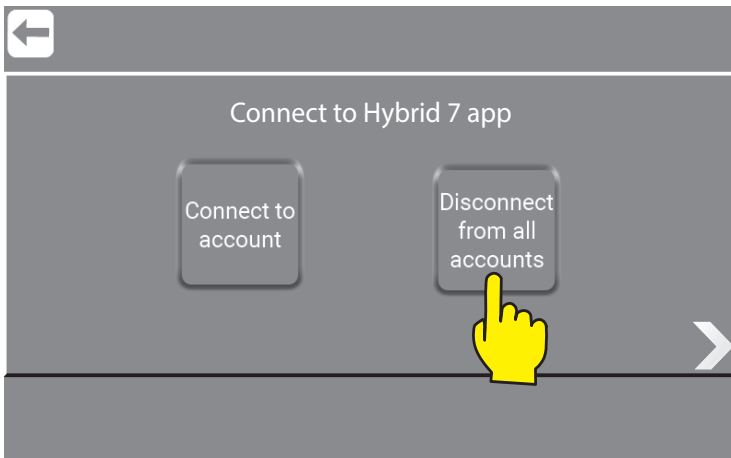 Connect to Hybrid 7 app
Connect to
account
Disconnect
from all
accounts